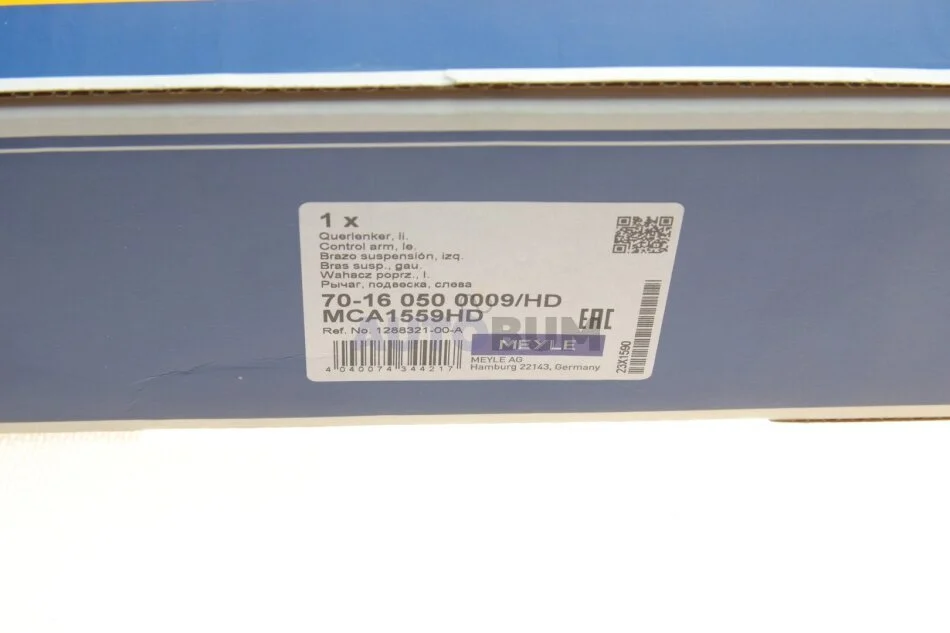 1 x
Querlenker, li.
Control arm, le.
Brazo suspensión, izq.
Bras susp., gau.
Wahacz poprz., l.
Рычаг, подвеска, слева
70-16 050 0009/HD
MCA1559HD
EAC
Ref. No. 1288321-00-A
AUTOBUM
MEYLE
MEYLE AG
Hamburg 22143, Germany
4 040074 344217
23X1590